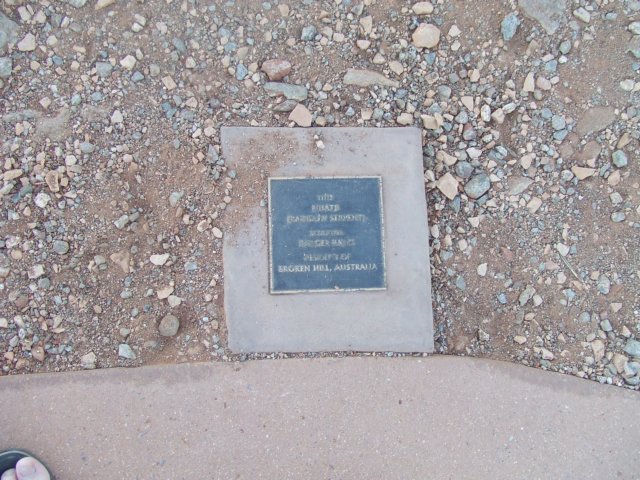 TITLE
(RAINBOW SERPENT)
SCULPTOR
BADGER BATES
RESIDENT OF
BROKEN HILL, AUSTRALIA